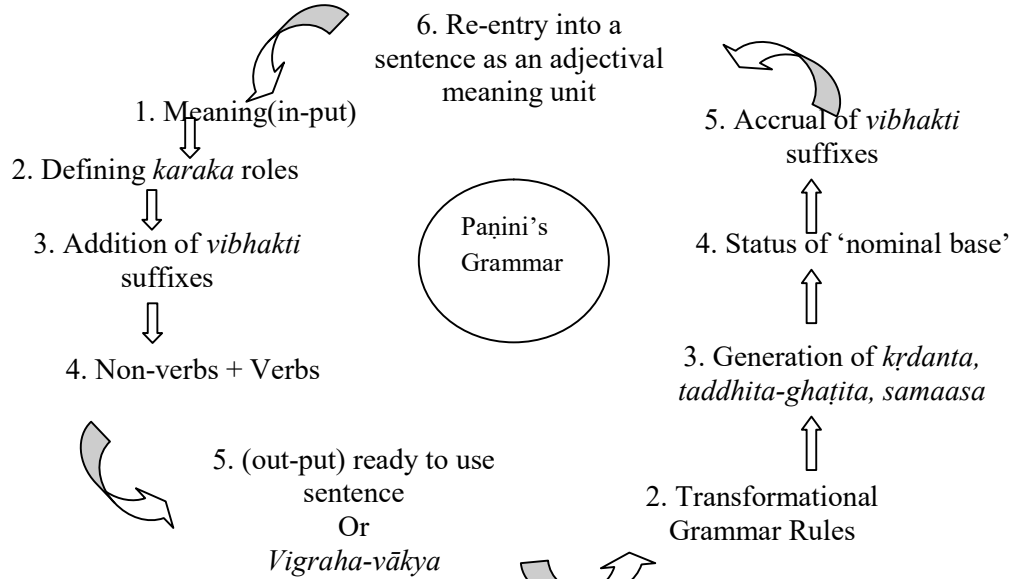 6. Re-entry into a
sentence as an adjectival
meaning unit
1. Meaning(in-put)
2. Defining karaka roles
3. Addition of vibhakti
suffixes
4. Non-verbs + Verbs
5. (out-put) ready to use
sentence
Or
Vigraha-vākya
Paṇini’s
Grammar
5. Accrual of vibhakti
suffixes
4. Status of ‘nominal base’
3. Generation of kṛdanta,
taddhita-ghaṭita, samaasa
2. Transformational
Grammar Rules